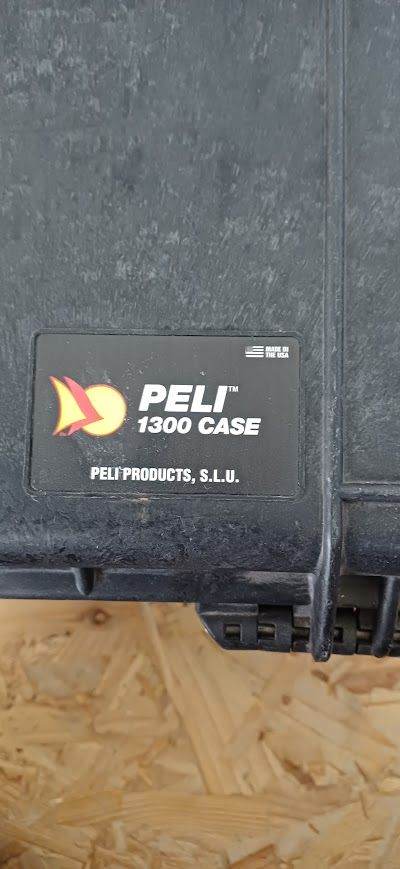 MADE IN
THE USA
PELI™
1300 CASE
PELI PRODUCTS, S.L.U.